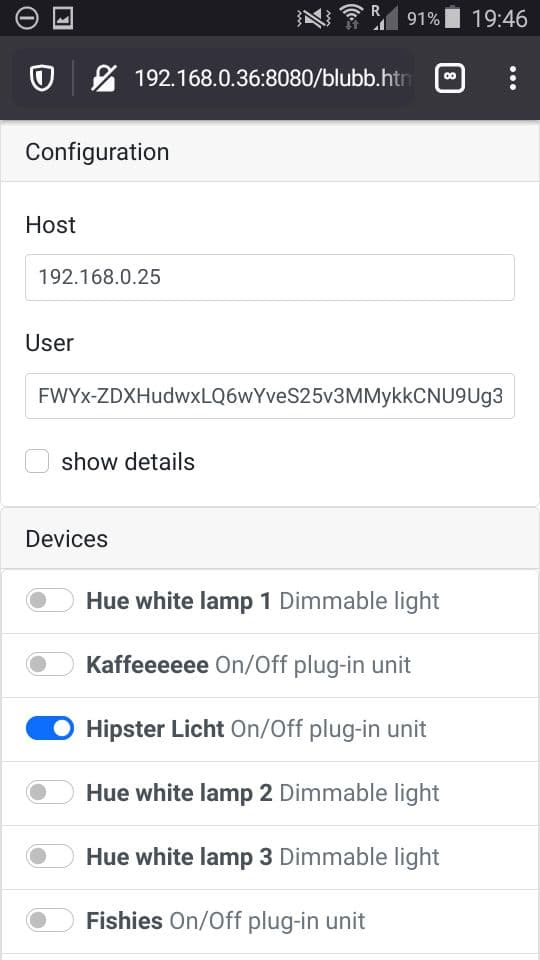 R 91% 19:46
192.168.0.36:8080/blubb.htm
Configuration
Host
192.168.0.25
User
FWYx-ZDXHudwxLQ6wYveS25v3MMykkCNU9Ug3
show details
Devices
Hue white lamp 1 Dimmable light
Kaffeeeeee On/Off plug-in unit
Hipster Licht On/Off plug-in unit
Hue white lamp 2 Dimmable light
Hue white lamp 3 Dimmable light
Fishies On/Off plug-in unit